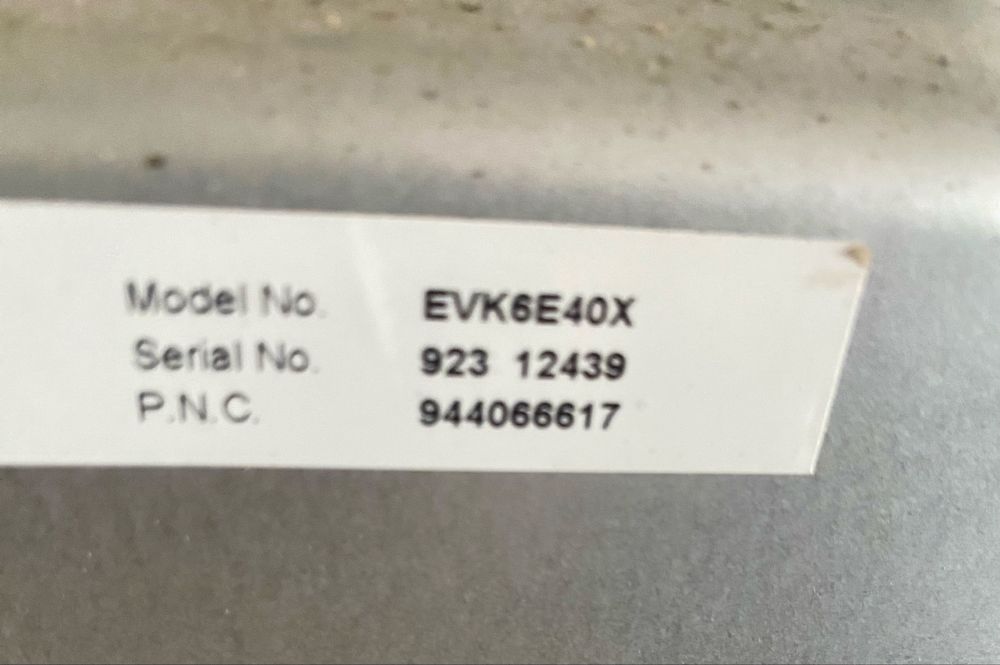 Model No. EVK6E40X
Serial No. 923 12439
P.N.C. 944066617